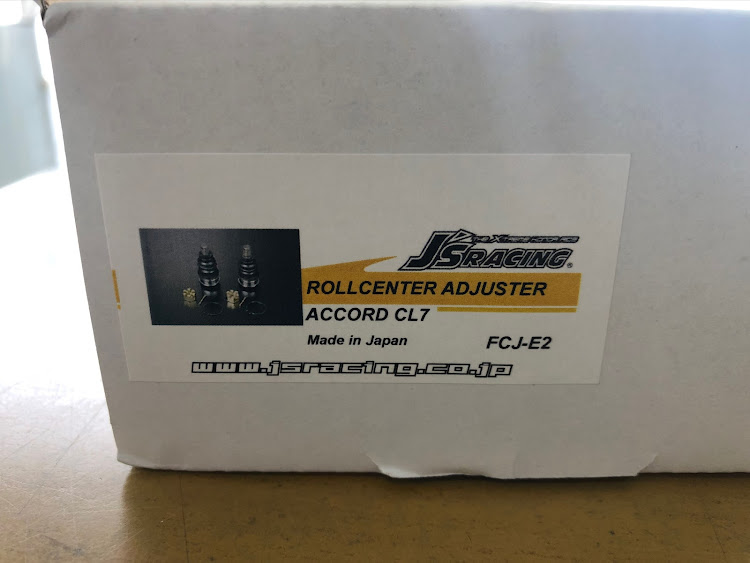 J'S RACING®
ROLLCENTER ADJUSTER
ACCORD CL7
Made in Japan FCJ-E2
www.jsracing.co.jp